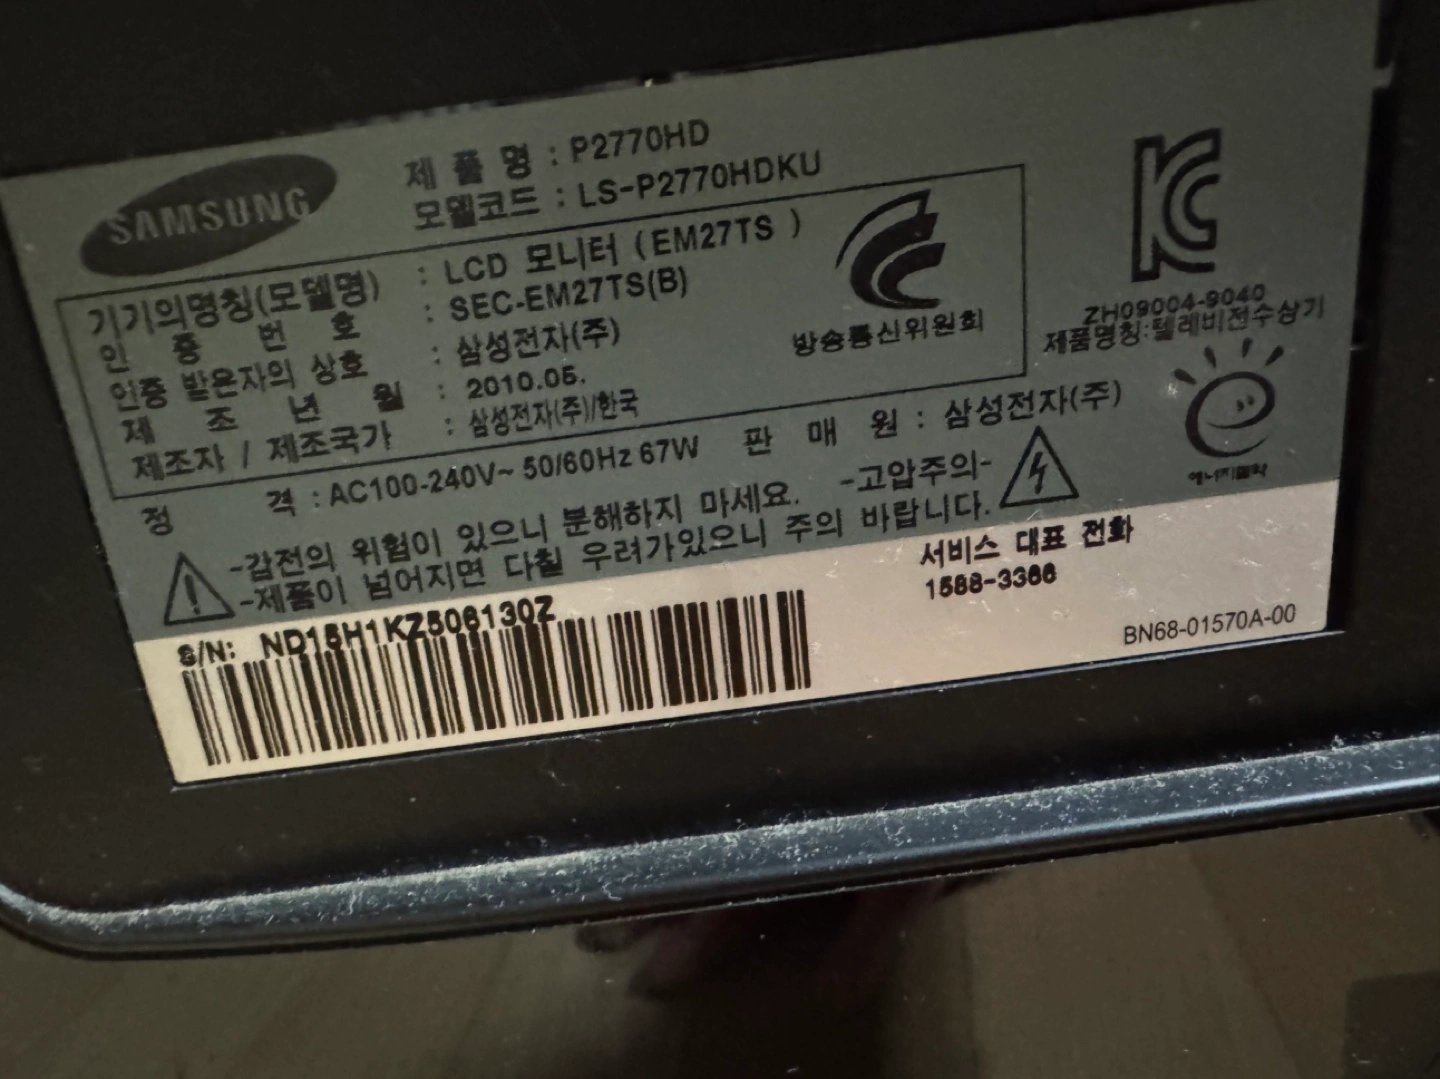 SAMSUNG
제 품 명 : P2770HD
모델코드 : LS-P2770HDKU
기기의명칭(모델명) : LCD 모니터 (EM27TS )
인 증 번 호 : SEC-EM27TS(B)
인증 받은자의 상호 : 삼성전자(주)
제 조 년 월 : 2010.05.
제조자 / 제조국가 : 삼성전자(주)/한국
방송통신위원회
ZH09004-9040
제품명칭:텔레비전수상기
에너지절약
정 격 : AC100-240V~ 50/60Hz 67W 판 매 원 : 삼성전자(주)
-감전의 위험이 있으니 분해하지 마세요. -고압주의-
-제품이 넘어지면 다칠 우려가있으니 주의 바랍니다.
S/N: ND15H1KZ506130Z
서비스 대표 전화
1588-3366
BN68-01570A-00